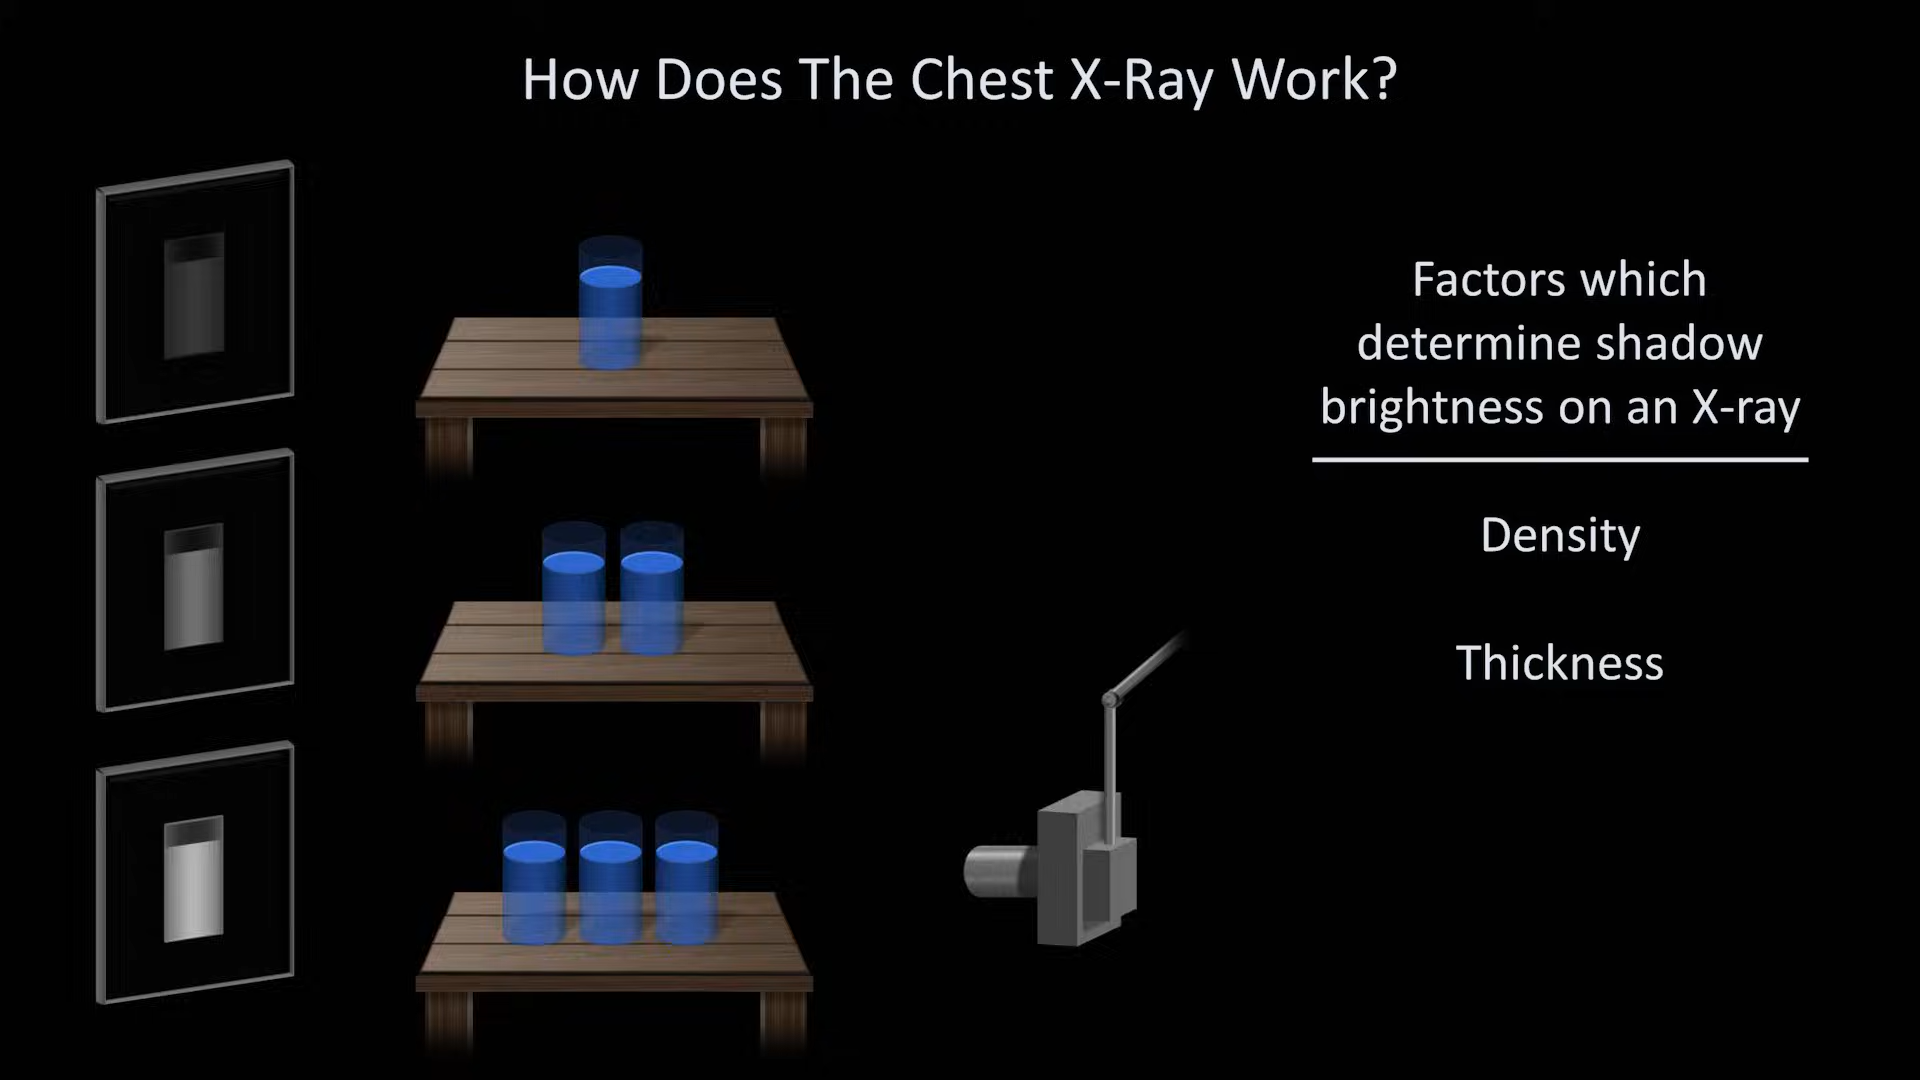 How Does The Chest X-Ray Work?
Factors which
determine shadow
brightness on an X-ray
Density
Thickness